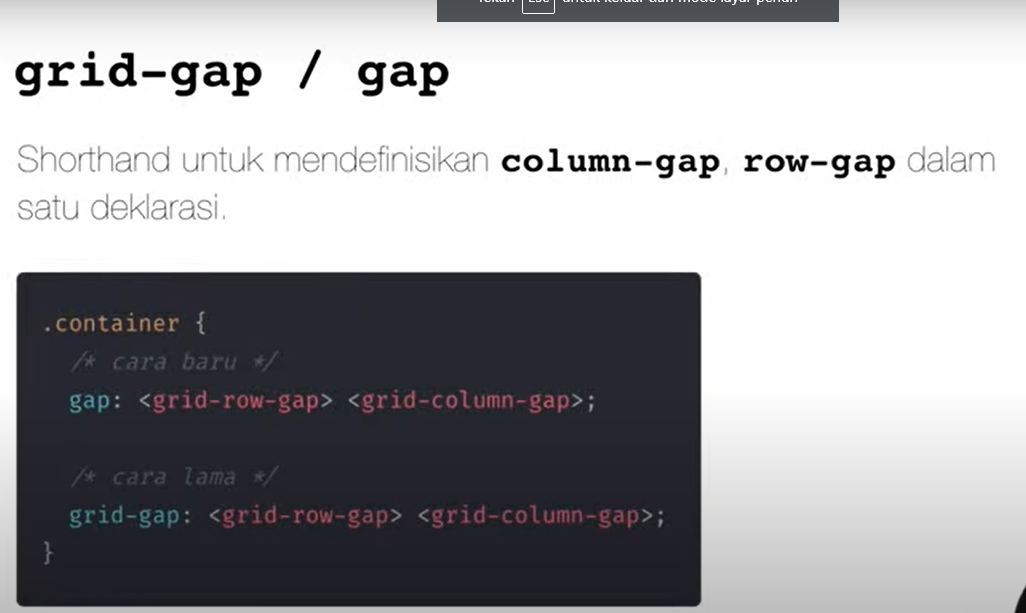 untuk keluar dari mode layar penuh
grid-gap / gap
Shorthand untuk mendefinisikan column-gap, row-gap dalam
satu deklarasi.
.container {
/* cara baru */
gap: <grid-row-gap> <grid-column-gap>;
/* cara lama */
grid-gap: <grid-row-gap> <grid-column-gap>;
}